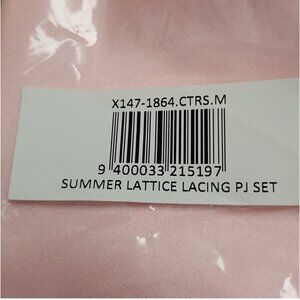 X147-1864.CTRS.M
9 400033 215197
SUMMER LATTICE LACING PJ SET